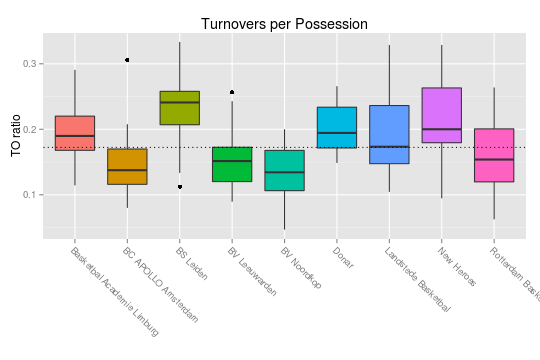 Turnovers per Possession
TO ratio
0.3
0.2
0.1
Basketbal Academie Limburg
BC APOLLO Amsterdam
BS Leiden
BV Leeuwarden
BV Noordkop
Donar
Landstede Basketbal
New Heroes
Rotterdam